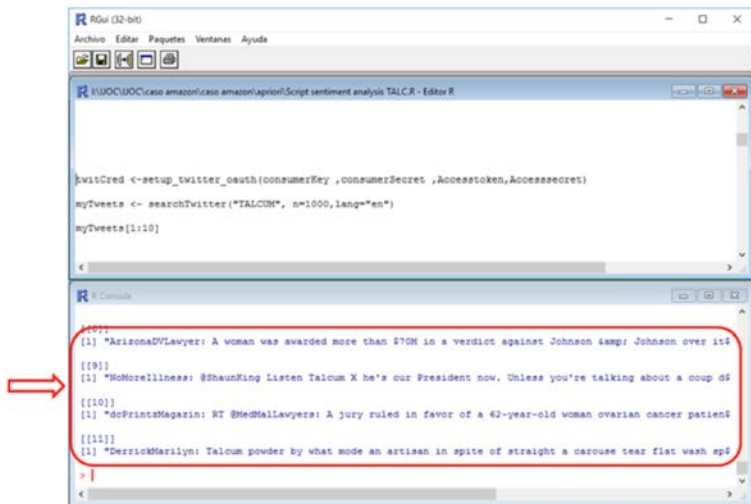 RGui (32-bit)
Archivo Editar Paquetes Ventanas Ayuda
I:\UOC\UOC\caso amazon\caso amazon\apriori\Script sentiment analysis TALC.R - Editor R
twitCred <-setup_twitter_oauth(consumerKey ,consumerSecret ,Accesstoken,Accesssecret)
myTweets <- searchTwitter("TALCUM", n=1000,lang="en")
myTweets[1:10]
R Console
[1] "ArizonaDVLawyer: A woman was awarded more than $70M in a verdict against Johnson &amp; Johnson over it$
[[9]]
[1] "NoMoreIllness: @ShaunKing Listen Talcum X he's our President now. Unless you're talking about a coup d$
[[10]]
[1] "dcPrintzMagazin: RT @MedMalLawyers: A jury ruled in favor of a 62-year-old woman ovarian cancer patien$
[[11]]
[1] "DerrickMarilyn: Talcum powder by what mode an artisan in spite of straight a carouse tear flat wash sp$
>